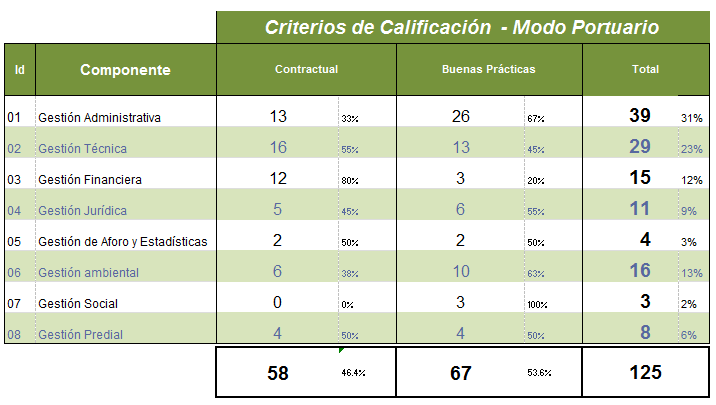 Criterios de Calificación - Modo Portuario
Id Componente Contractual Buenas Prácticas Total
01 Gestión Administrativa 13 33% 26 67% 39 31%
02 Gestión Técnica 16 55% 13 45% 29 23%
03 Gestión Financiera 12 80% 3 20% 15 12%
04 Gestión Jurídica 5 45% 6 55% 11 9%
05 Gestión de Aforo y Estadísticas 2 50% 2 50% 4 3%
06 Gestión ambiental 6 38% 10 63% 16 13%
07 Gestión Social 0 0% 3 100% 3 2%
08 Gestión Predial 4 50% 4 50% 8 6%
58 46.4% 67 53.6% 125